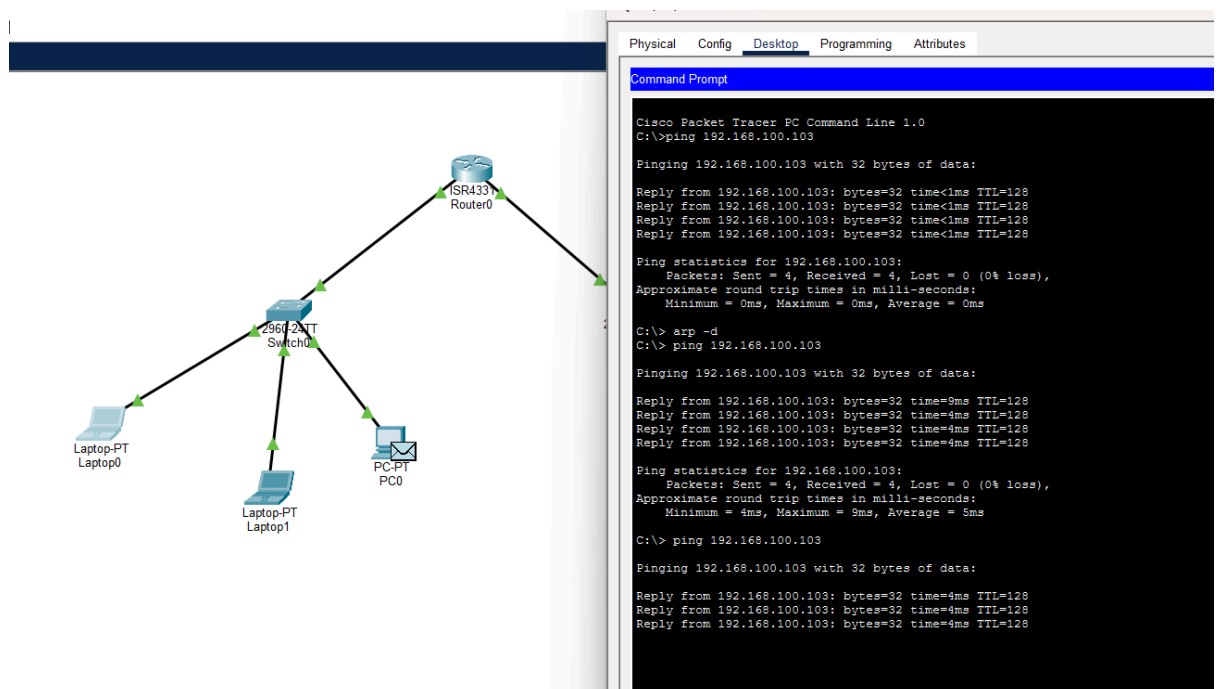 ISR4331
Router0
2960-24TT
Switch0
Laptop-PT
Laptop0
PC-PT
PC0
Laptop-PT
Laptop1
Physical Config Desktop Programming Attributes
Command Prompt
Cisco Packet Tracer PC Command Line 1.0
C:\>ping 192.168.100.103
Pinging 192.168.100.103 with 32 bytes of data:
Reply from 192.168.100.103: bytes=32 time<1ms TTL=128
Reply from 192.168.100.103: bytes=32 time<1ms TTL=128
Reply from 192.168.100.103: bytes=32 time<1ms TTL=128
Reply from 192.168.100.103: bytes=32 time<1ms TTL=128
Ping statistics for 192.168.100.103:
Packets: Sent = 4, Received = 4, Lost = 0 (0% loss),
Approximate round trip times in milli-seconds:
Minimum = 0ms, Maximum = 0ms, Average = 0ms
C:\> arp -d
C:\> ping 192.168.100.103
Pinging 192.168.100.103 with 32 bytes of data:
Reply from 192.168.100.103: bytes=32 time=9ms TTL=128
Reply from 192.168.100.103: bytes=32 time=4ms TTL=128
Reply from 192.168.100.103: bytes=32 time=4ms TTL=128
Reply from 192.168.100.103: bytes=32 time=4ms TTL=128
Ping statistics for 192.168.100.103:
Packets: Sent = 4, Received = 4, Lost = 0 (0% loss),
Approximate round trip times in milli-seconds:
Minimum = 4ms, Maximum = 9ms, Average = 5ms
C:\> ping 192.168.100.103
Pinging 192.168.100.103 with 32 bytes of data:
Reply from 192.168.100.103: bytes=32 time=4ms TTL=128
Reply from 192.168.100.103: bytes=32 time=4ms TTL=128
Reply from 192.168.100.103: bytes=32 time=4ms TTL=128